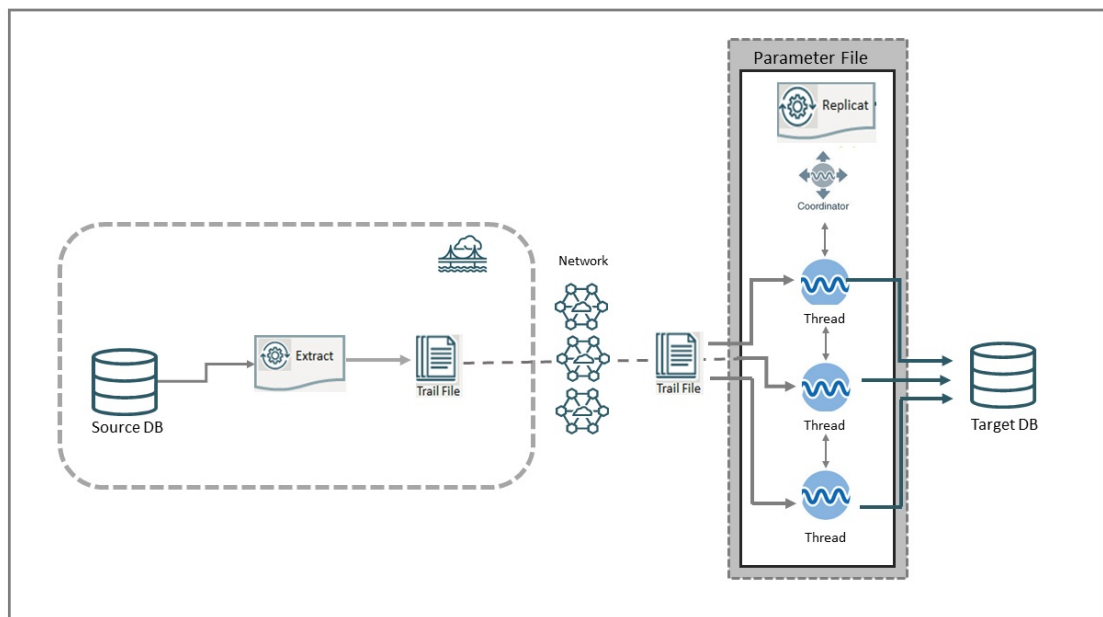 Parameter File
Replicat
Coordinator
Network
Thread
Extract
Trail File
Trail File
Source DB
Thread
Target DB
Thread